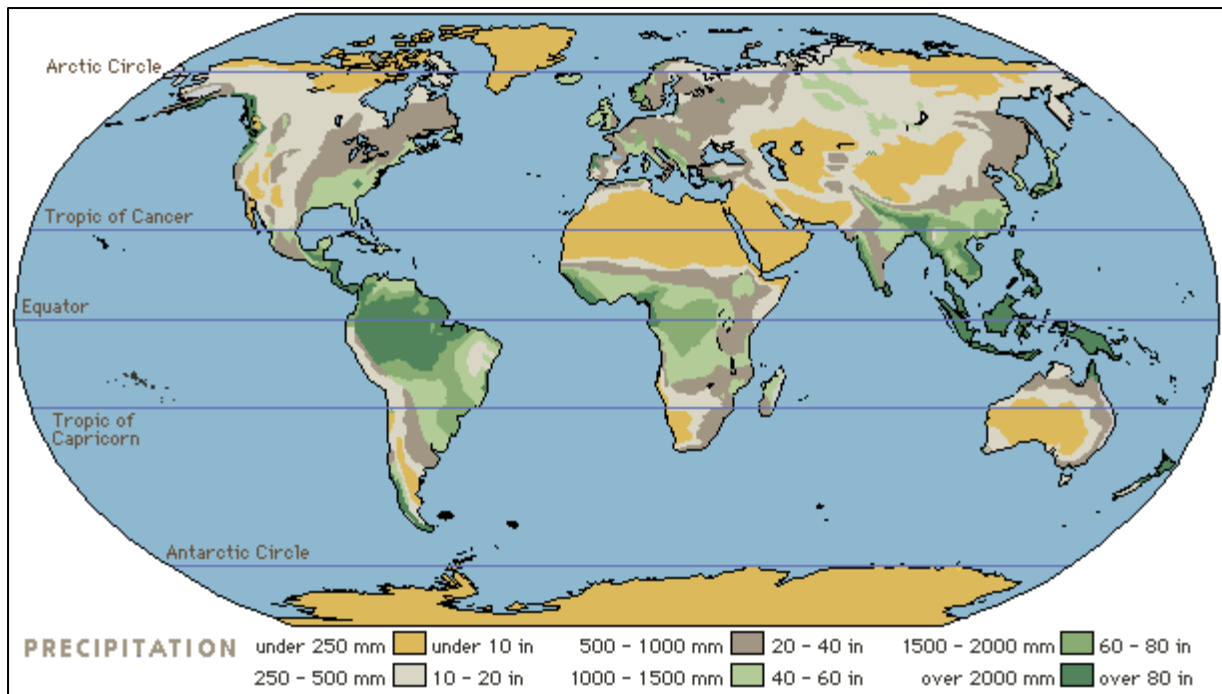 Arctic Circle
Tropic of Cancer
Equator
Tropic of
Capricorn
Antarctic Circle
PRECIPITATION
under 250 mm under 10 in 500 - 1000 mm 20 - 40 in 1500 - 2000 mm 60 - 80 in
250 - 500 mm 10 - 20 in 1000 - 1500 mm 40 - 60 in over 2000 mm over 80 in